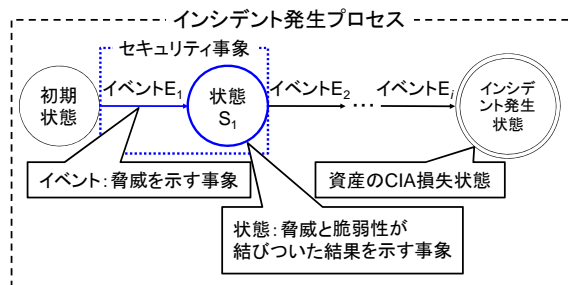 インシデント発生プロセス
セキュリティ事象
初期
状態
イベントE1
状態
S1
イベントE2
…
イベントEi
インシデ
ント発生
状態
イベント:脅威を示す事象
資産のCIA損失状態
状態:脅威と脆弱性が
結びついた結果を示す事象